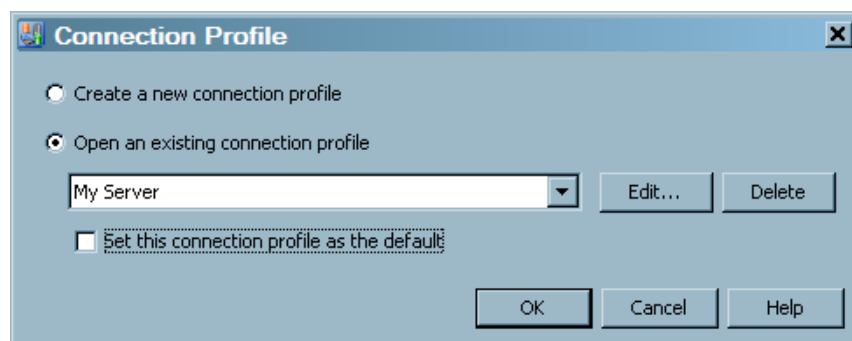 Connection Profile
Create a new connection profile
Open an existing connection profile
My Server
Edit...
Delete
Set this connection profile as the default
OK
Cancel
Help